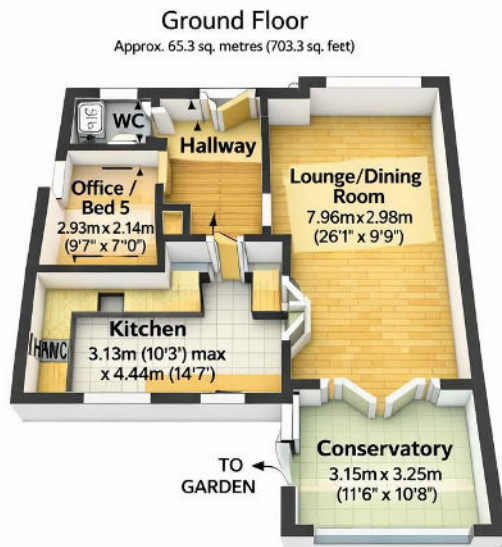 Ground Floor
Approx. 65.3 sq. metres (703.3 sq. feft)
WC
Hallway
Office /
Bed 5
2.93m x 2.14m
(9'7" x 7'0")
Lounge/Dining
Room
7.96m x 2.98m
(26'1" x 9'9")
Kitchen
3.13m (10'3') max
x 4.44m (14'7')
Conservatory
3.15m x 3.25m
(11'6" x 10'8")
TO
GARDEN